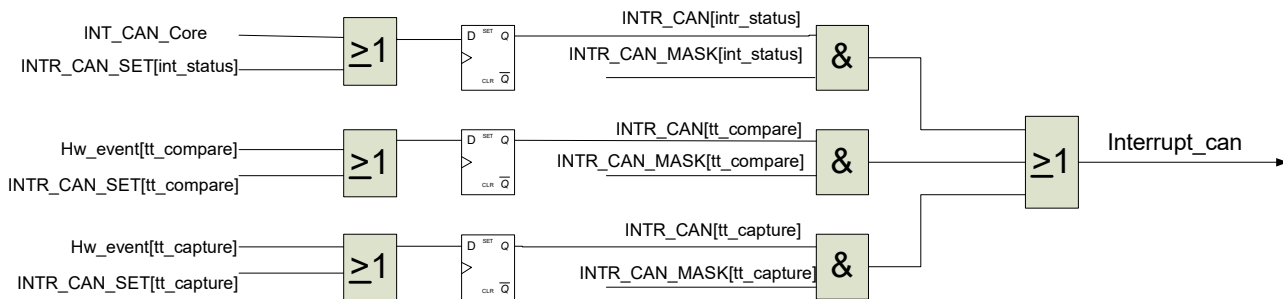 INT_CAN_Core
INTR_CAN_SET[int_status]
≥1
D SET Q
CLR Q
INTR_CAN[intr_status]
INTR_CAN_MASK[int_status]
&
Hw_event[tt_compare]
INTR_CAN_SET[tt_compare]
≥1
D SET Q
CLR Q
INTR_CAN[tt_compare]
INTR_CAN_MASK[tt_compare]
&
≥1
Interrupt_can
Hw_event[tt_capture]
INTR_CAN_SET[tt_capture]
≥1
D SET Q
CLR Q
INTR_CAN[tt_capture]
INTR_CAN_MASK[tt_capture]
&